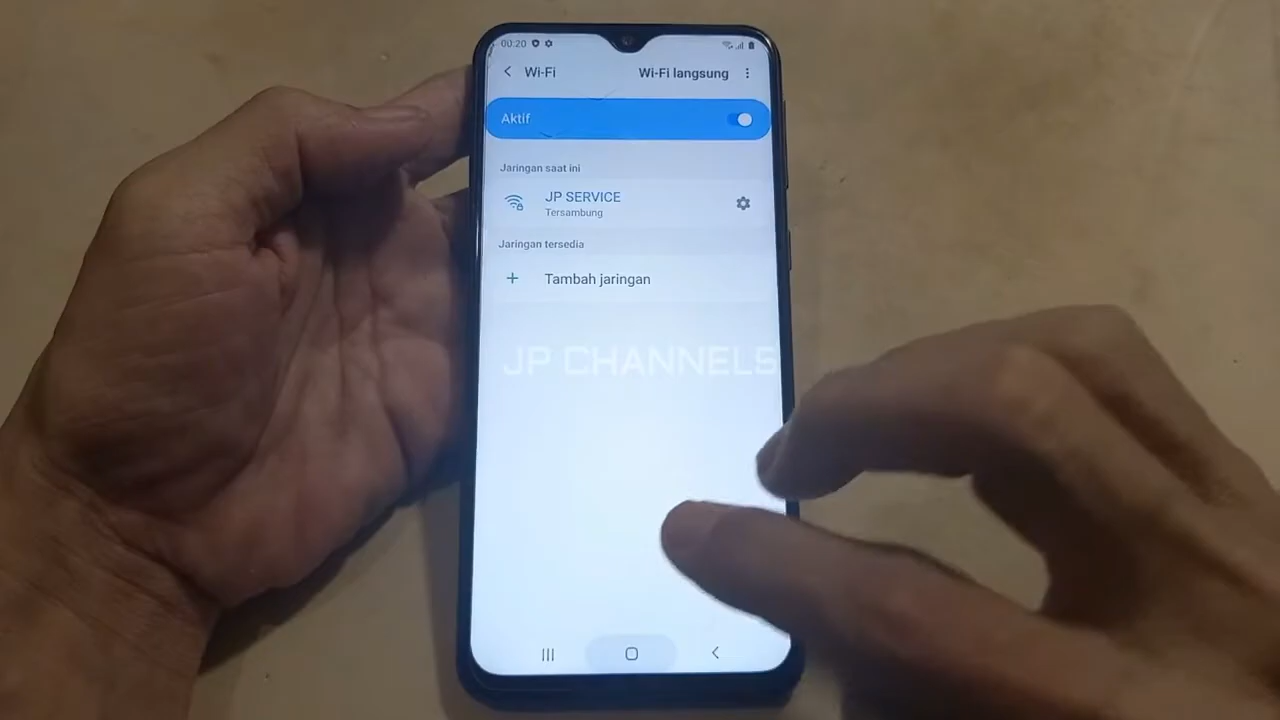 00:20
Wi-Fi
Wi-Fi langsung
Aktif
Jaringan saat ini
JP SERVICE
Tersambung
Jaringan tersedia
Tambah jaringan
JP CHANNEL5